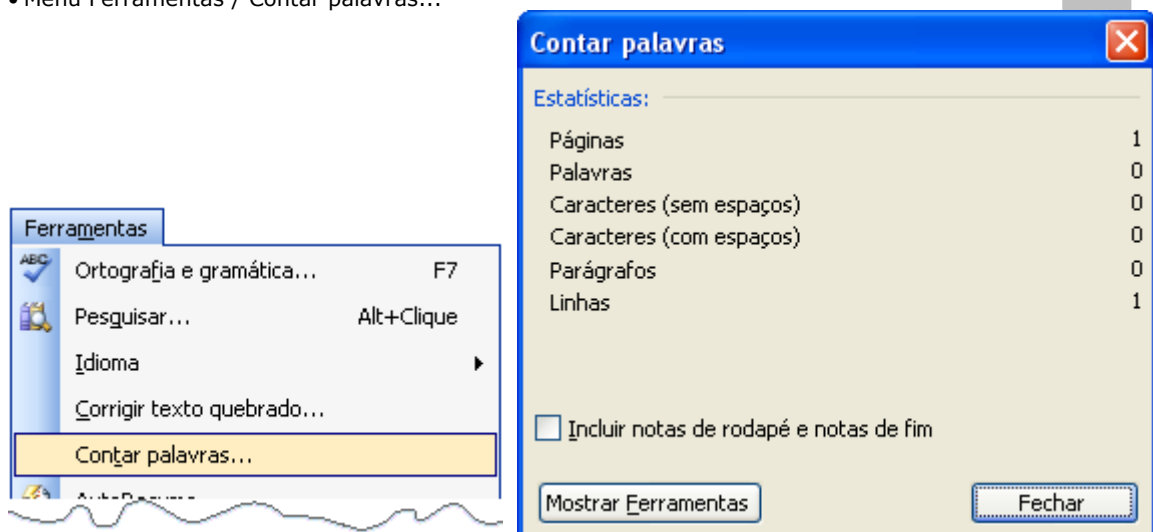 • Menu Ferramentas / Contar palavras...
Ferramentas
ABC
Ortografia e gramática... F7
Pesquisar... Alt+Clique
Idioma
Corrigir texto quebrado...
Contar palavras...
Contar palavras
Estatísticas:
Páginas 1
Palavras 0
Caracteres (sem espaços) 0
Caracteres (com espaços) 0
Parágrafos 0
Linhas 1
Incluir notas de rodapé e notas de fim
Mostrar Ferramentas Fechar